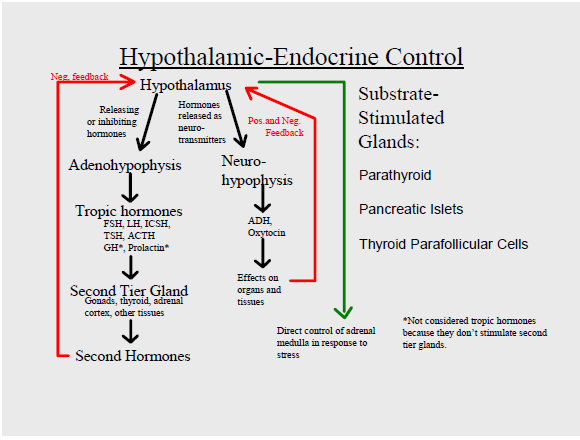 Hypothalamic-Endocrine Control
Neg. feedback
Hypothalamus
Releasing
or inhibiting
hormones
Hormones
released as
neuro-
transmitters
Pos.and Neg.
Feedback
Adenohypophysis
Neuro-
hypophysis
Tropic hormones
FSH, LH, ICSH,
TSH, ACTH
GH*, Prolactin*
ADH,
Oxytocin
Second Tier Gland
Gonads, thyroid, adrenal
cortex, other tissues
Effects on
organs and
tissues
Second Hormones
Direct control of adrenal
medulla in response to
stress
Substrate-
Stimulated
Glands:
Parathyroid
Pancreatic Islets
Thyroid Parafollicular Cells
*Not considered tropic hormones
because they don’t stimulate second
tier glands.